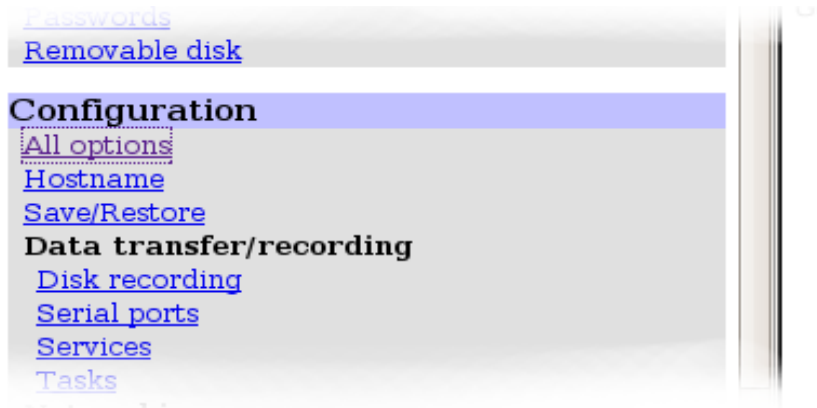 Passwords
Removable disk
Configuration
All options
Hostname
Save/Restore
Data transfer/recording
Disk recording
Serial ports
Services
Tasks